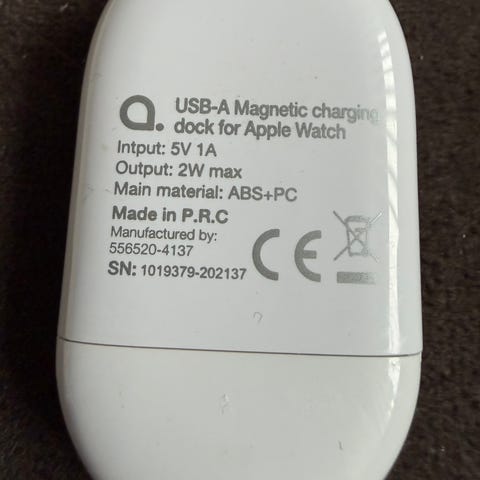 a.
USB-A Magnetic charging
dock for Apple Watch
Intput: 5V 1A
Output: 2W max
Main material: ABS+PC
Made in P.R.C
Manufactured by:
556520-4137
SN: 1019379-202137
CE